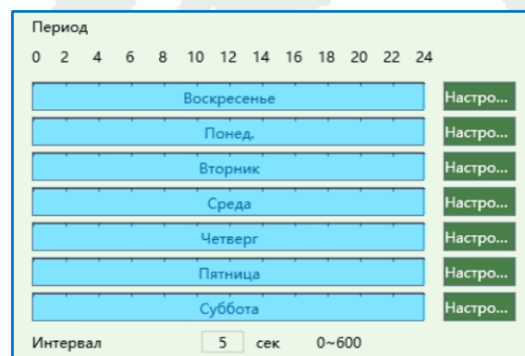 Период
0 2 4 6 8 10 12 14 16 18 20 22 24
Воскресенье Настро...
Понед. Настро...
Вторник Настро...
Среда Настро...
Четверг Настро...
Пятница Настро...
Суббота Настро...
Интервал 5 сек 0~600